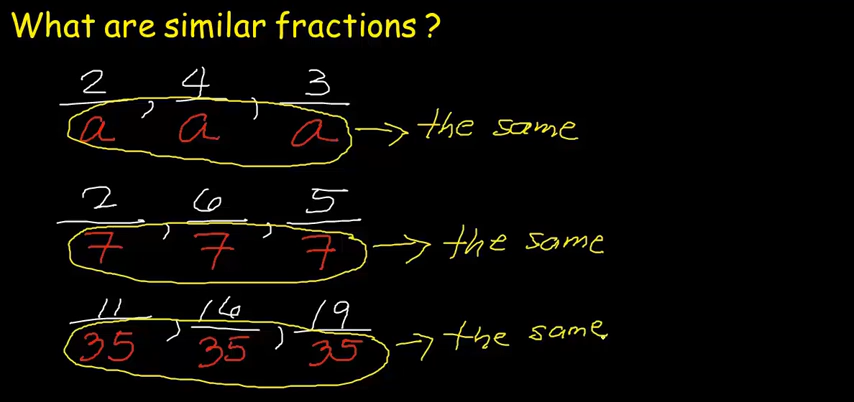 What are similar fractions ?
2/a , 4/a , 3/a → the same
2/7 , 6/7 , 5/7 → the same
11/35 , 16/35 , 19/35 → the same